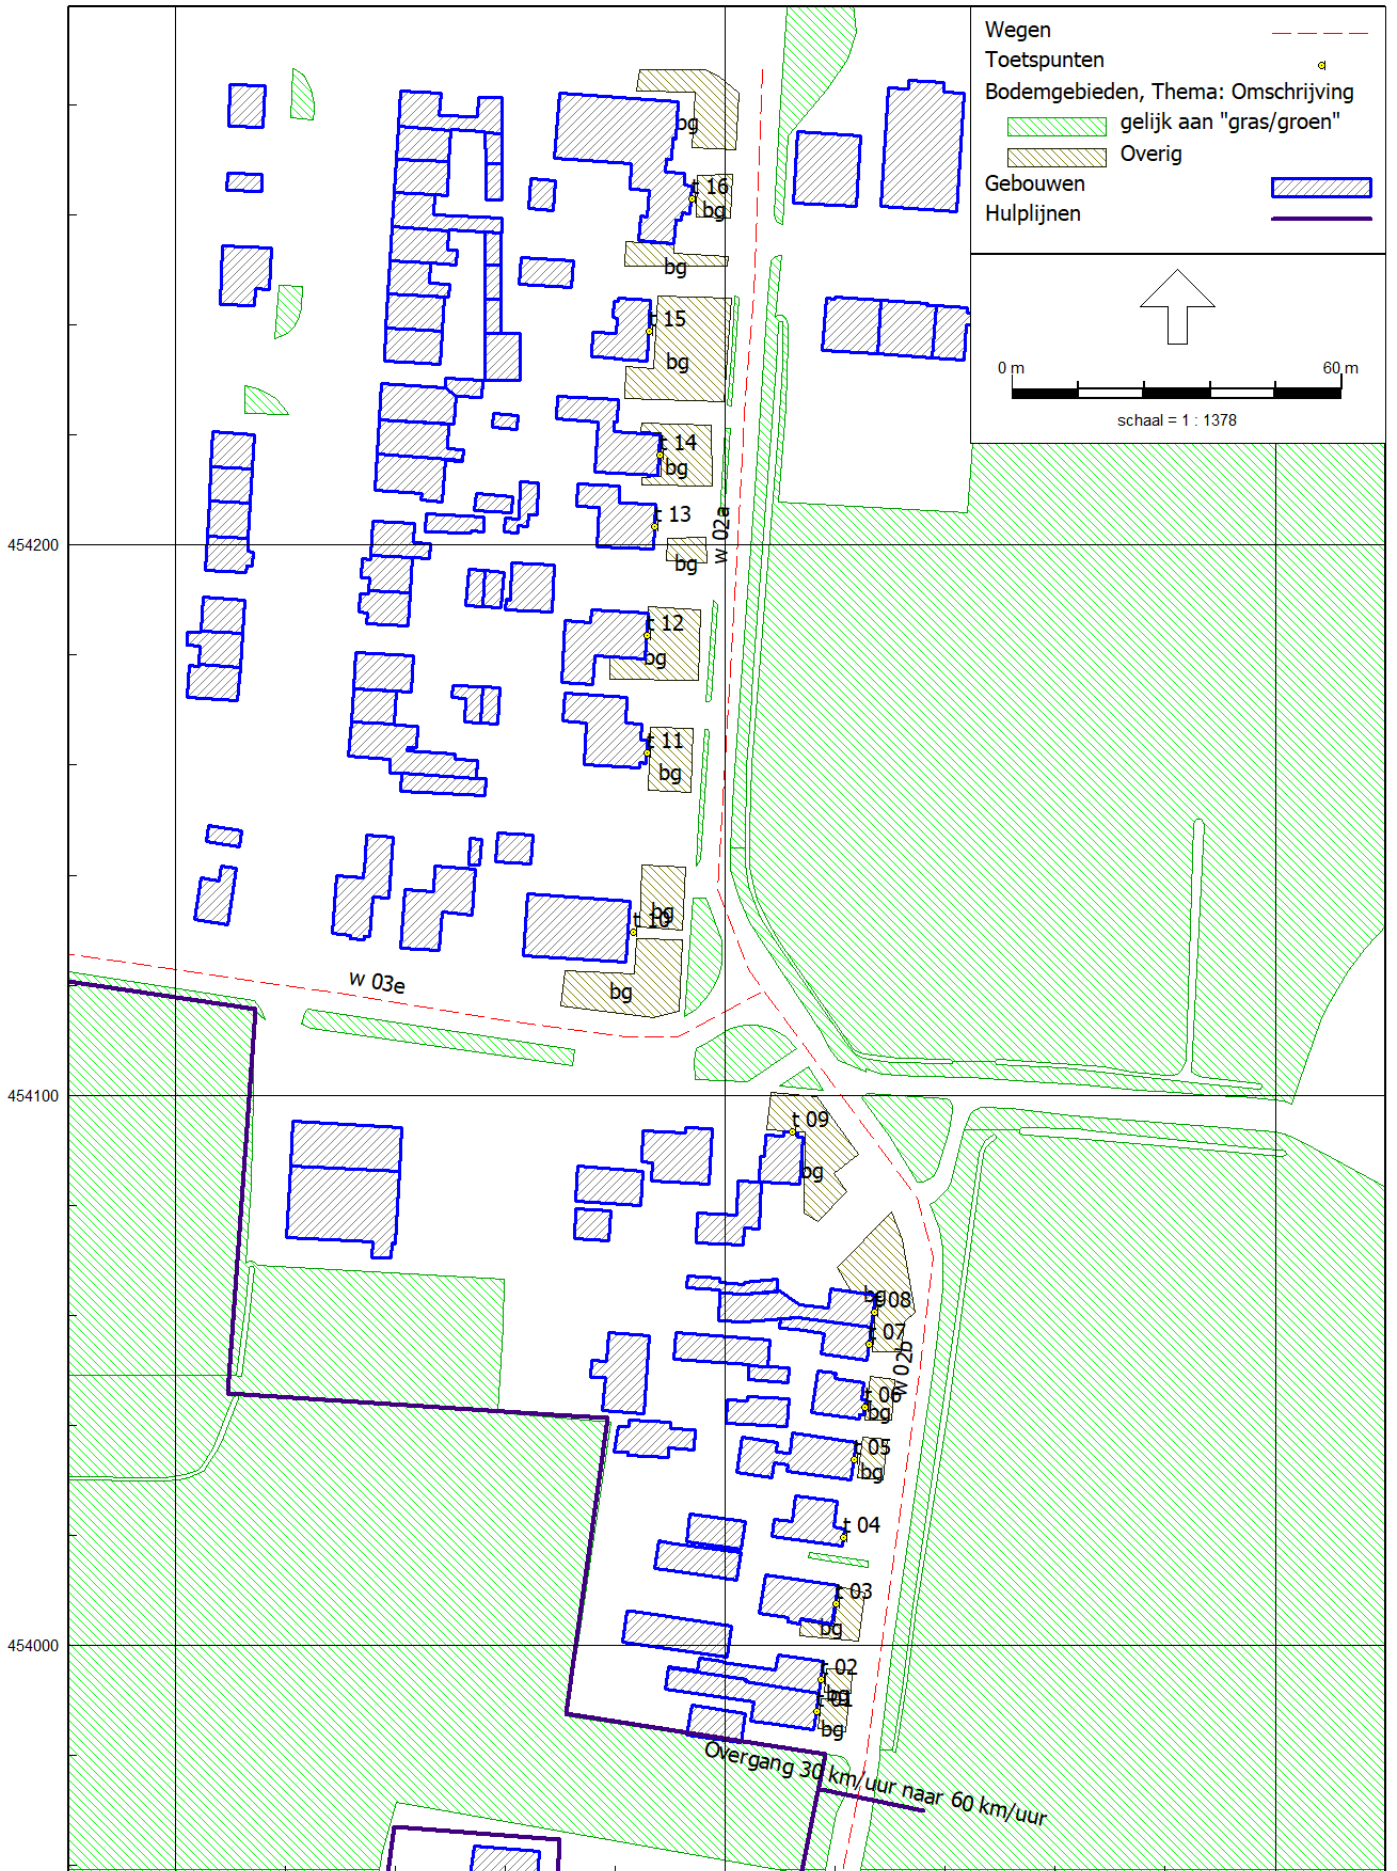 Wegen
Toetspunten
Bodemgebieden, Thema: Omschrijving
gelijk aan "gras/groen"
Overig
Gebouwen
Hulplijnen
0 m 60 m
schaal = 1 : 1378
bg
t 16
bg
bg
t 15
bg
t 14
bg
t 13
w 02a
454200
bg
t 12
bg
t 11
bg
bg
t 10
w 03e
bg
454100
t 09
bg
bg
08
t 07
w 02b
t 06
bg
t 05
bg
t 04
t 03
bg
454000
t 02
bg
t 01
bg
Overgang 30 km/uur naar 60 km/uur